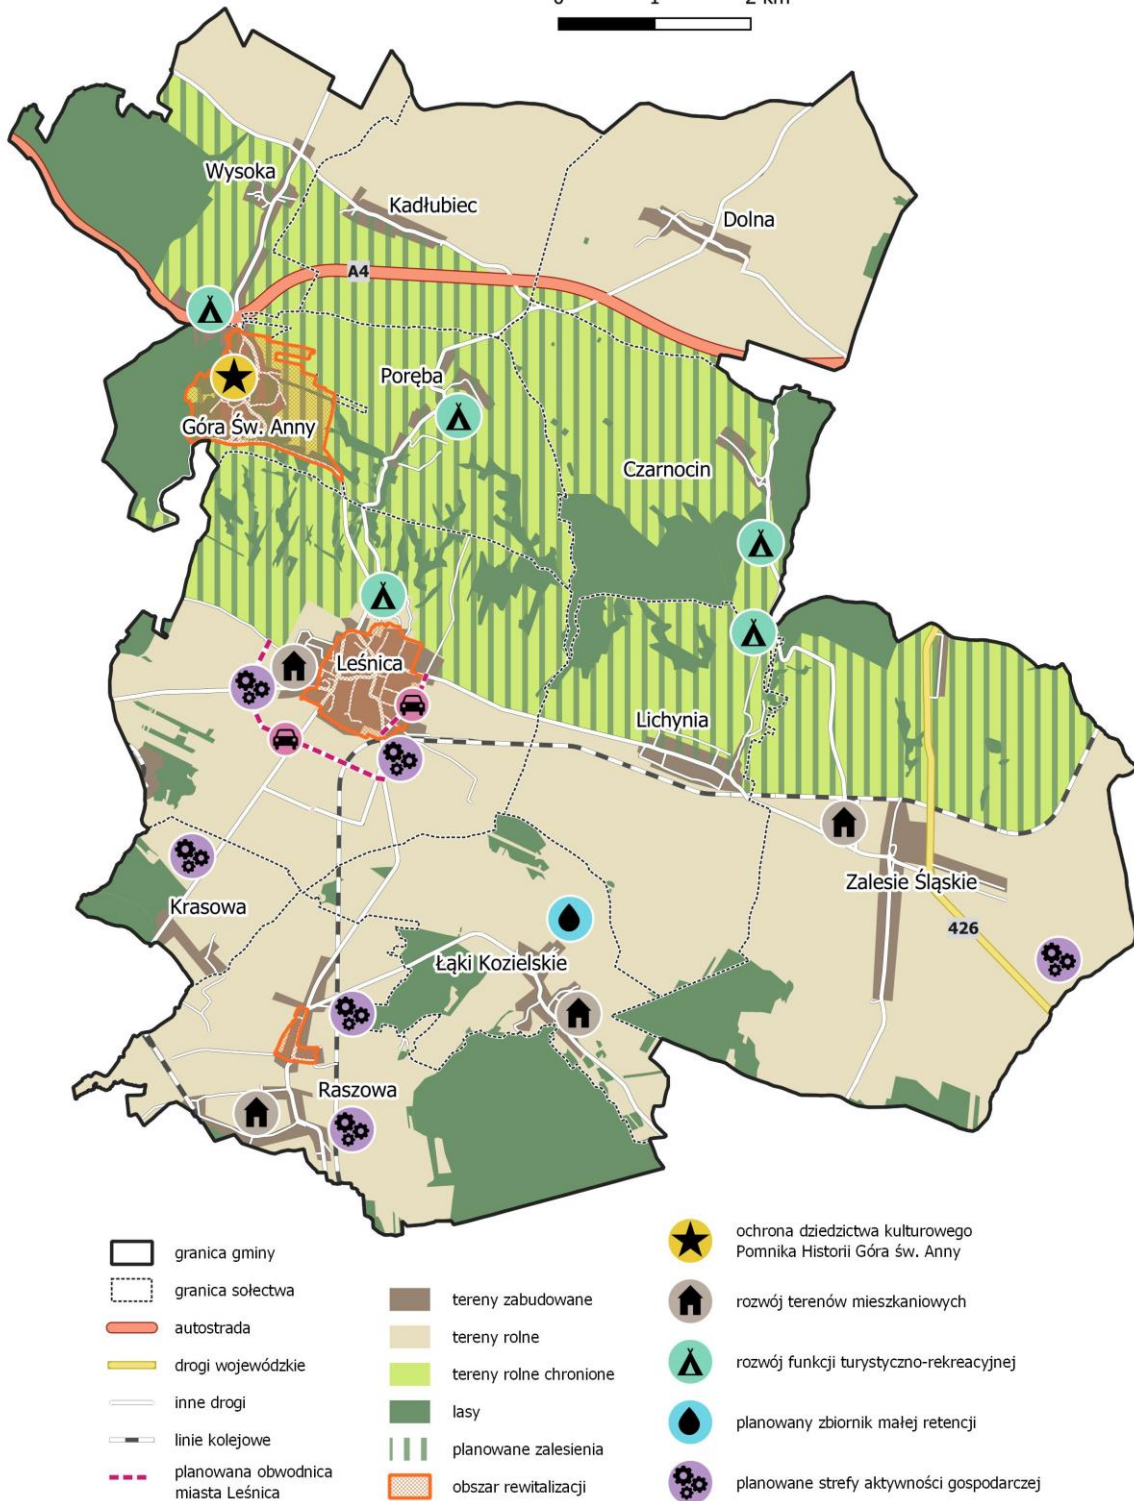 0 1 2 km
Wysoka
Kadłubiec
Dolna
A4
Poręba
Góra Św. Anny
Czarnocin
Leśnica
Lichynia
Zalesie Śląskie
Krasowa
426
Łąki Kozielskie
Raszowa
granica gminy
granica sołectwa
autostrada
drogi wojewódzkie
inne drogi
linie kolejowe
planowana obwodnica
miasta Leśnica
tereny zabudowane
tereny rolne
tereny rolne chronione
lasy
planowane zalesienia
obszar rewitalizacji
ochrona dziedzictwa kulturowego
Pomnika Historii Góra św. Anny
rozwój terenów mieszkaniowych
rozwój funkcji turystyczno-rekreacyjnej
planowany zbiornik małej retencji
planowane strefy aktywności gospodarczej